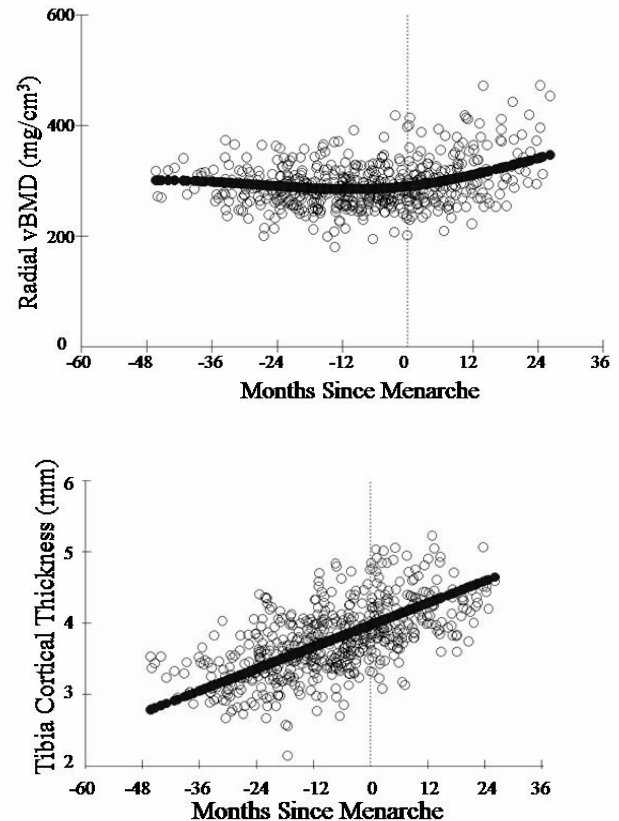 600
400
200
0
Radial vBMD (mg/cm³)
-60 -48 -36 -24 -12 0 12 24 36
Months Since Menarche
6
5
4
3
2
Tibia Cortical Thickness (mm)
-60 -48 -36 -24 -12 0 12 24 36
Months Since Menarche